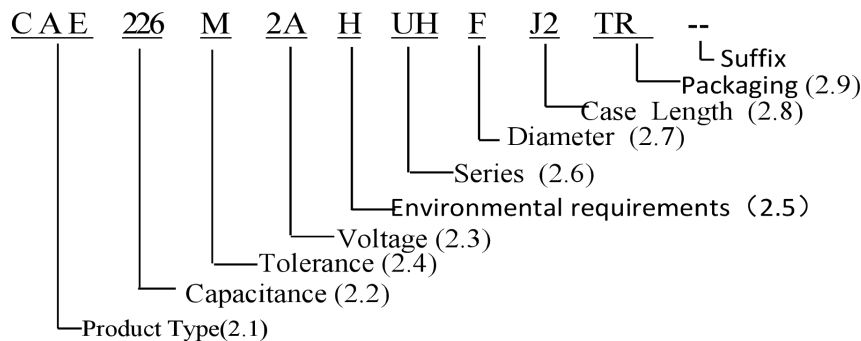 CAE 226 M 2A H UH F J2 TR --
Suffix
Packaging (2.9)
Case Length (2.8)
Diameter (2.7)
Series (2.6)
Environmental requirements（2.5）
Voltage (2.3)
Tolerance (2.4)
Capacitance (2.2)
Product Type(2.1)